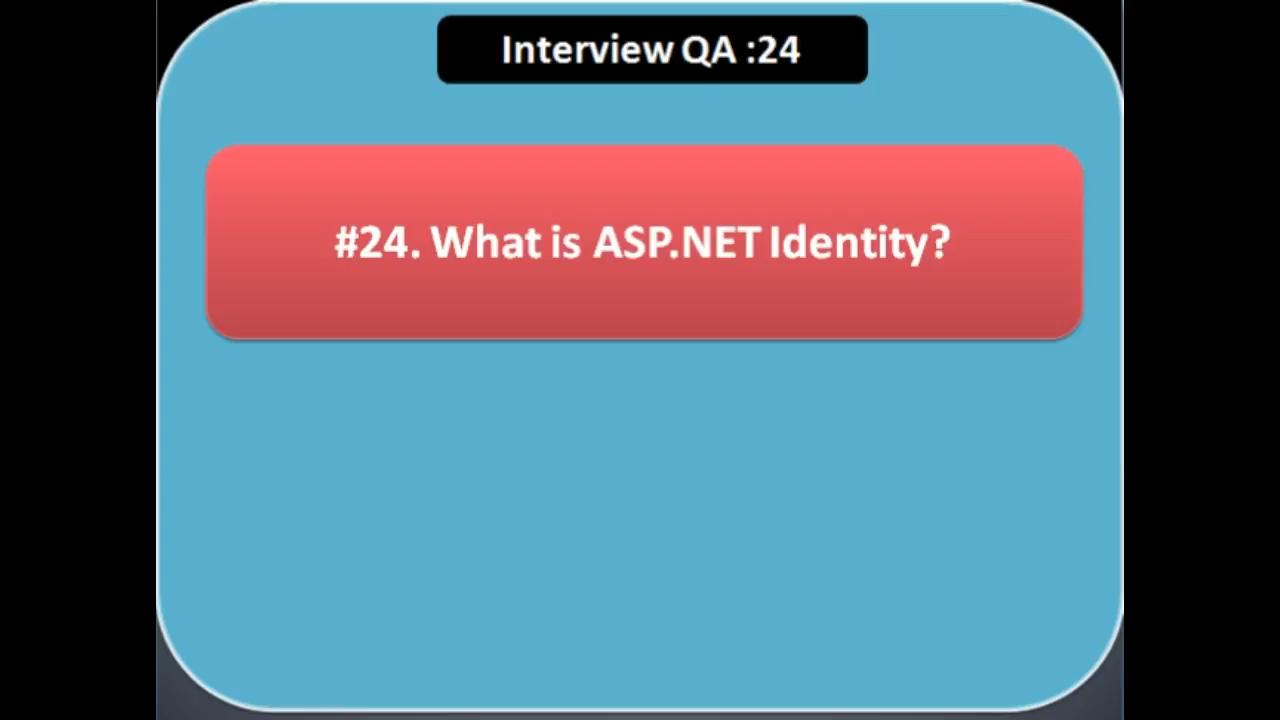 Interview QA :24
#24. What is ASP.NET Identity?